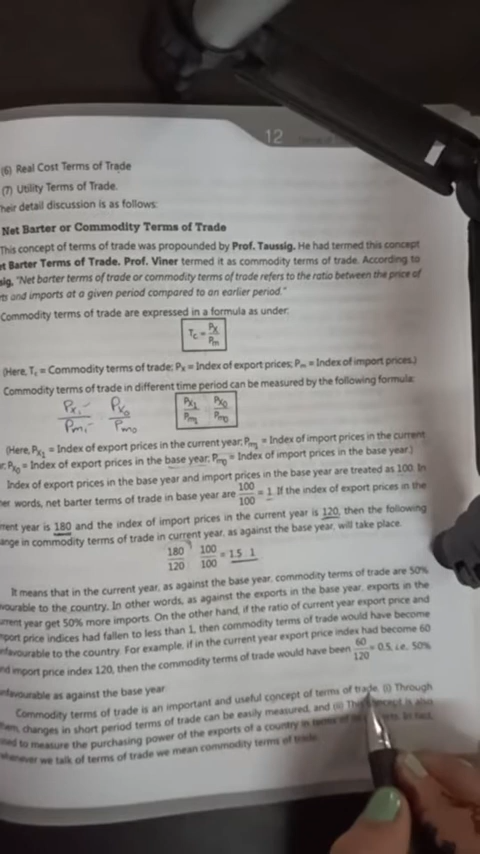 12
(6) Real Cost Terms of Trade
(7) Utility Terms of Trade.
heir detail discussion is as follows:
Net Barter or Commodity Terms of Trade
This concept of terms of trade was propounded by Prof. Taussig. He had termed this concept
et Barter Terms of Trade. Prof. Viner termed it as commodity terms of trade. According to
sig, "Net barter terms of trade or commodity terms of trade refers to the ratio between the price of
ts and imports at a given period compared to an earlier period."
Commodity terms of trade are expressed in a formula as under:
Tc = Px / Pm
(Here, Tc = Commodity terms of trade; Px = Index of export prices; Pm = Index of import prices.)
Commodity terms of trade in different time period can be measured by the following formula:
Px1 / Pm1 Px0 / Pm0
Px1 / Pm1 Px0 / Pm0
(Here, Px1 = Index of export prices in the current year; Pm1 = Index of import prices in the current
r; Px0 = Index of export prices in the base year; Pm0 = Index of import prices in the base year.)
Index of export prices in the base year and import prices in the base year are treated as 100. In
her words, net barter terms of trade in base year are 100/100 = 1. If the index of export prices in the
rrent year is 180 and the index of import prices in the current year is 120, then the following
ange in commodity terms of trade in current year, as against the base year, will take place.
180/120 100/100 = 1.5 1
It means that in the current year, as against the base year, commodity terms of trade are 50%
vourable to the country. In other words, as against the exports in the base year, exports in the
urrent year get 50% more imports. On the other hand, if the ratio of current year export price and
mport price indices had fallen to less than 1, then commodity terms of trade would have become
nfavourable to the country. For example, if in the current year export price index had become 60
nd import price index 120, then the commodity terms of trade would have been 60/120 = 0.5, i.e. 50%
nfavourable as against the base year.
Commodity terms of trade is an important and useful concept of terms of trade. (i) Through
them, changes in short period terms of trade can be easily measured, and (ii) This concept is also
used to measure the purchasing power of the exports of a country in terms of imports. In fact,
whenever we talk of terms of trade we mean commodity terms of trade.